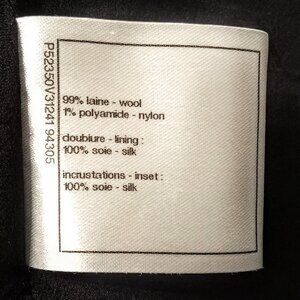 P52350V31241 94305
99% laine - wool
1% polyamide - nylon
doublure - lining :
100% soie - silk
incrustations - inset :
100% soie - silk